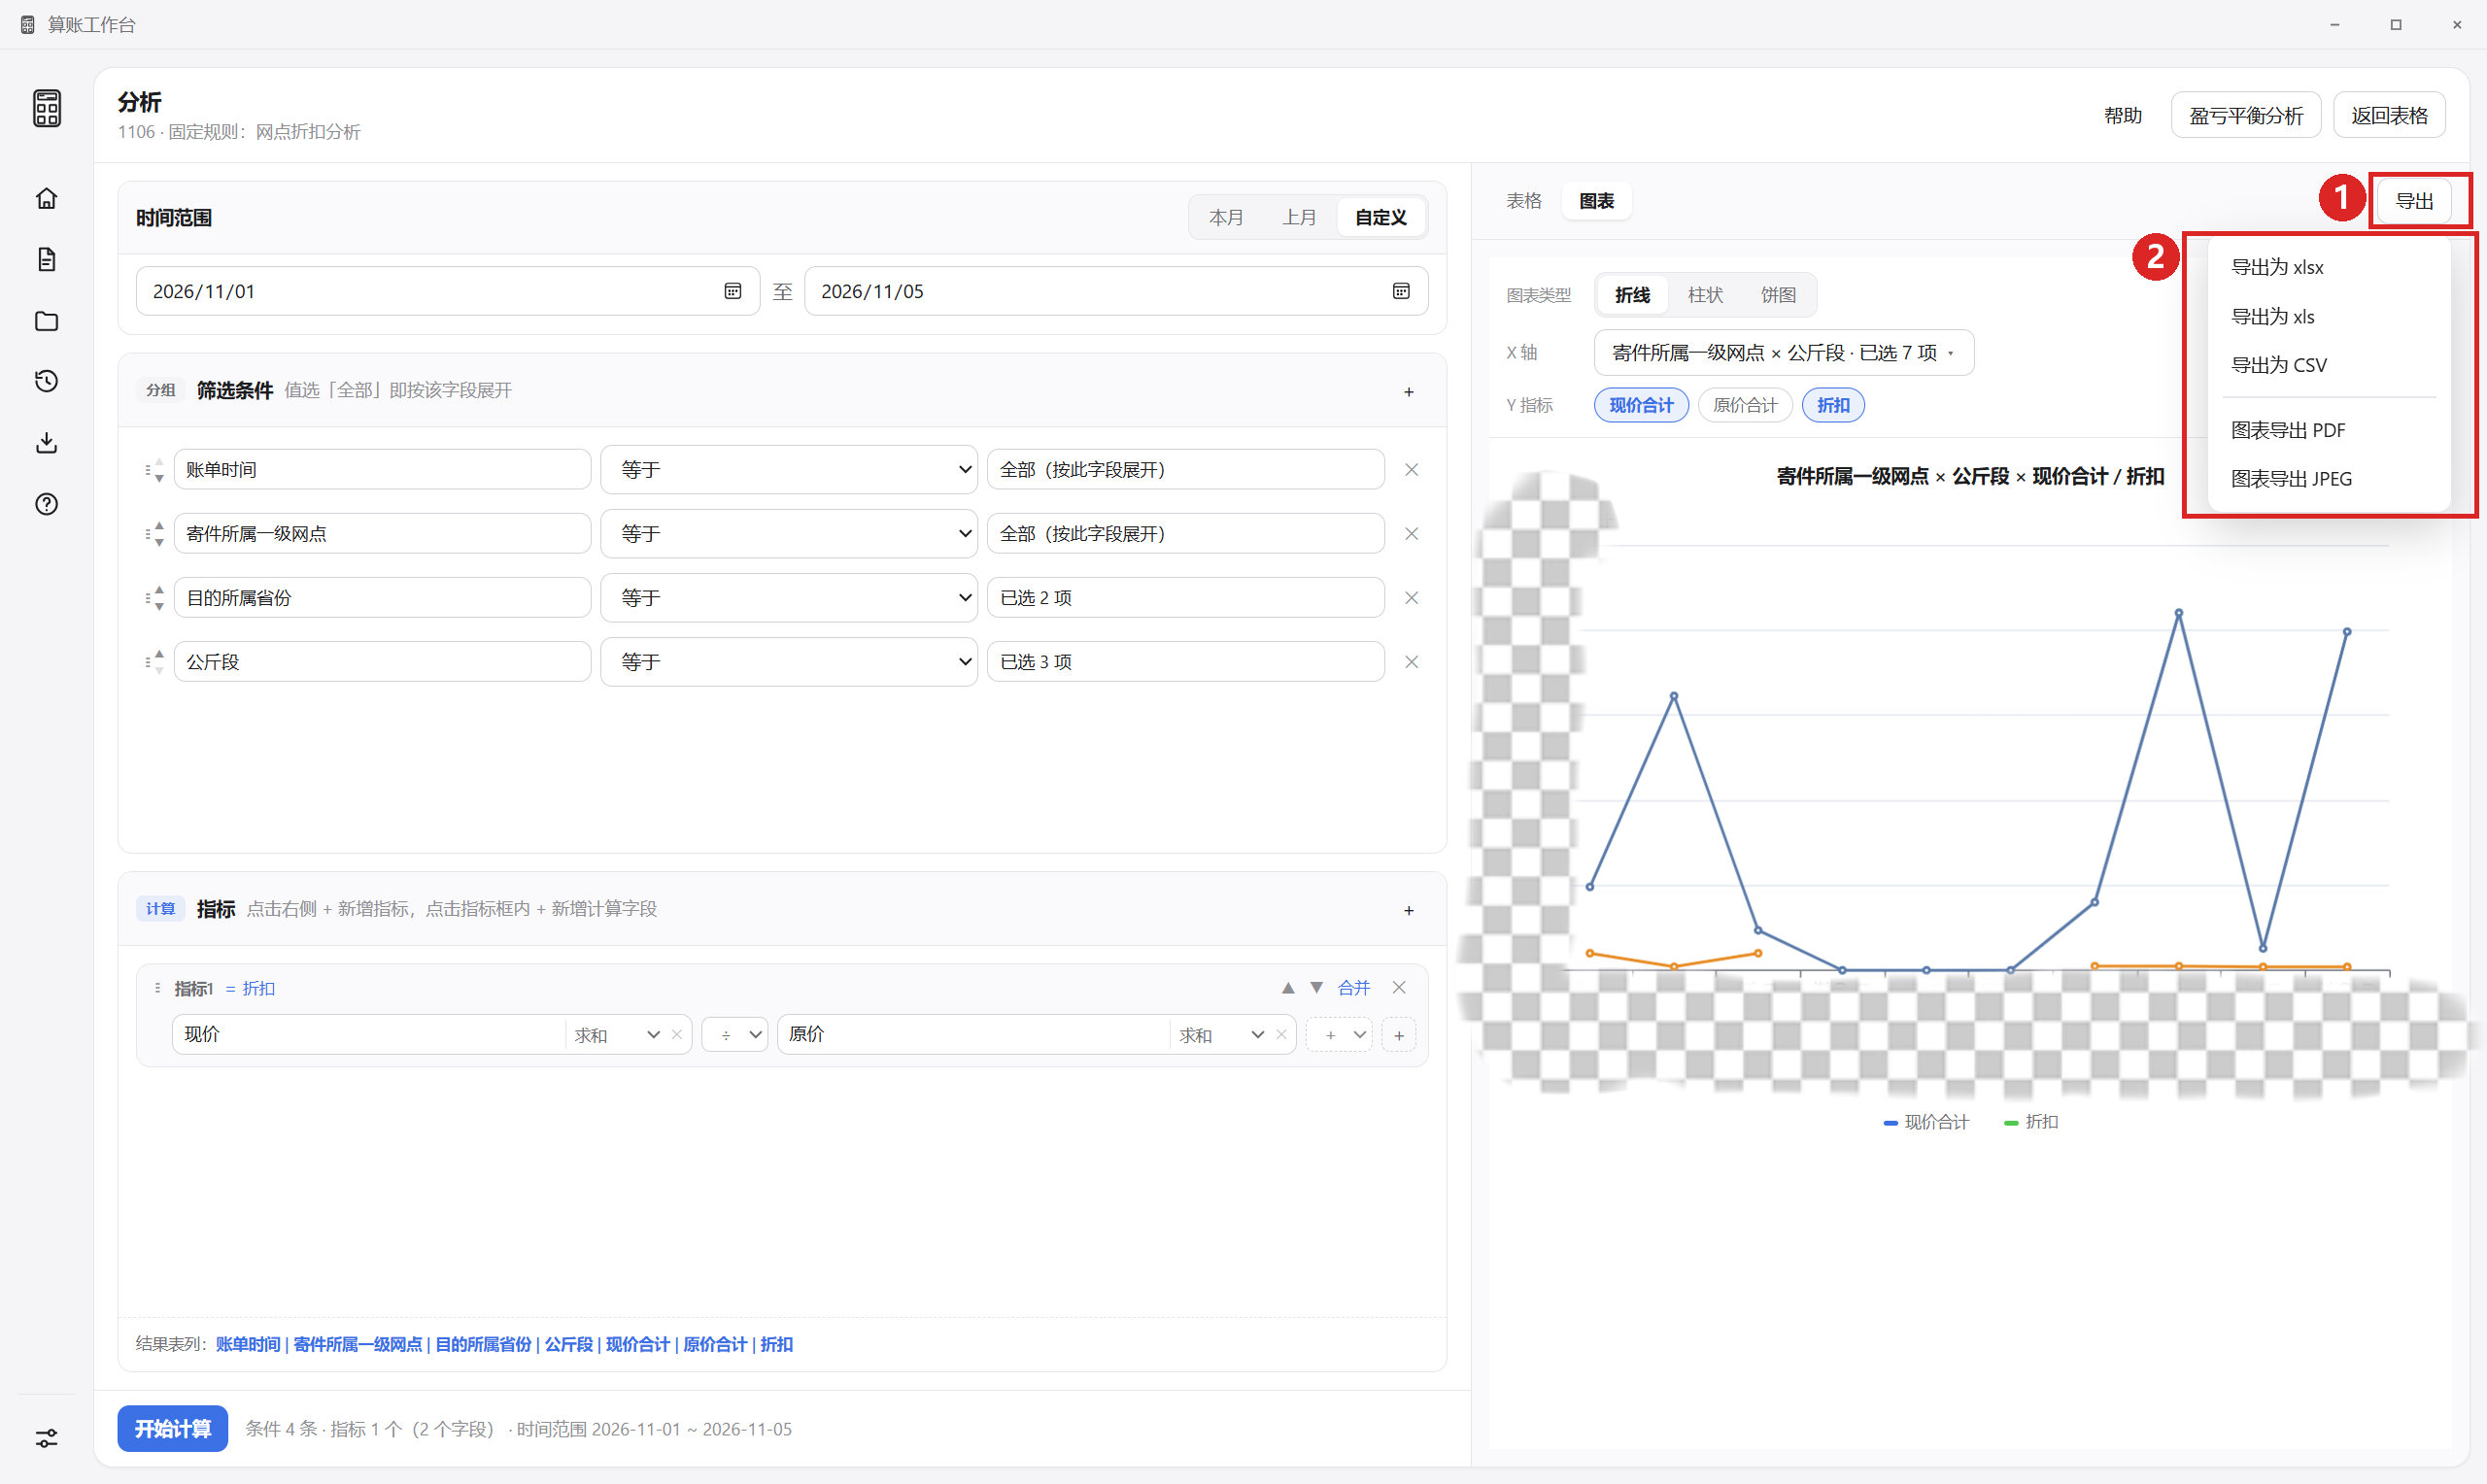 算账工作台
分析
1106 · 固定规则：网点折扣分析
帮助
盈亏平衡分析
返回表格
时间范围
本月
上月
自定义
2026/11/01
至
2026/11/05
分组
筛选条件
值选「全部」即按该字段展开
+
账单时间
等于
全部（按此字段展开）
寄件所属一级网点
等于
全部（按此字段展开）
目的所属省份
等于
已选 2 项
公斤段
等于
已选 3 项
计算
指标
点击右侧 + 新增指标，点击指标框内 + 新增计算字段
+
指标1
= 折扣
合并
现价
求和
÷
原价
求和
+
+
结果表列：账单时间 | 寄件所属一级网点 | 目的所属省份 | 公斤段 | 现价合计 | 原价合计 | 折扣
开始计算
条件 4 条 · 指标 1 个（2 个字段） · 时间范围 2026-11-01 ~ 2026-11-05
表格
图表
1
导出
2
导出为 xlsx
导出为 xls
导出为 CSV
图表导出 PDF
图表导出 JPEG
图表类型
折线
柱状
饼图
X 轴
寄件所属一级网点 × 公斤段 · 已选 7 项
Y 指标
现价合计
原价合计
折扣
寄件所属一级网点 × 公斤段 × 现价合计 / 折扣
现价合计
折扣